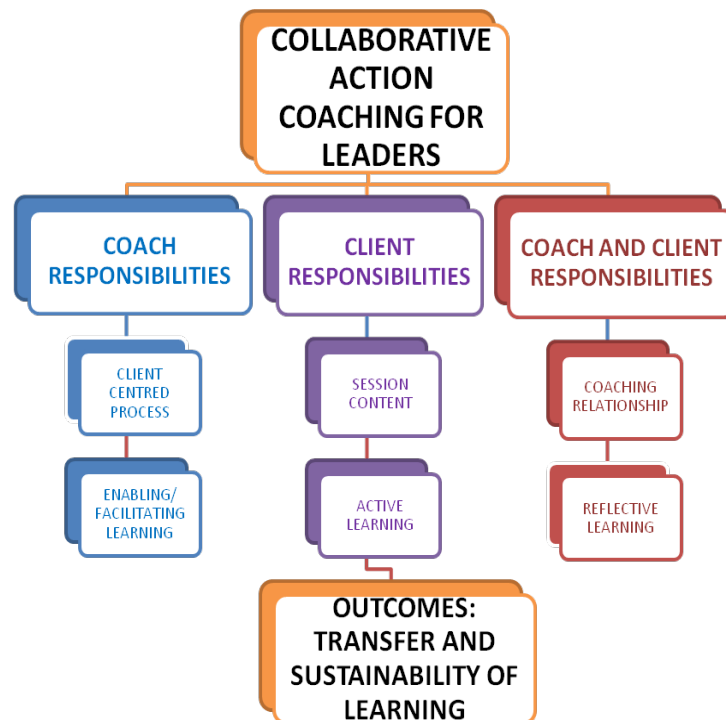 COLLABORATIVE
ACTION
COACHING FOR
LEADERS
COACH
RESPONSIBILITIES
CLIENT
RESPONSIBILITIES
COACH AND CLIENT
RESPONSIBILITIES
CLIENT
CENTRED
PROCESS
SESSION
CONTENT
COACHING
RELATIONSHIP
ENABLING/
FACILITATING
LEARNING
ACTIVE
LEARNING
REFLECTIVE
LEARNING
OUTCOMES:
TRANSFER AND
SUSTAINABILITY OF
LEARNING